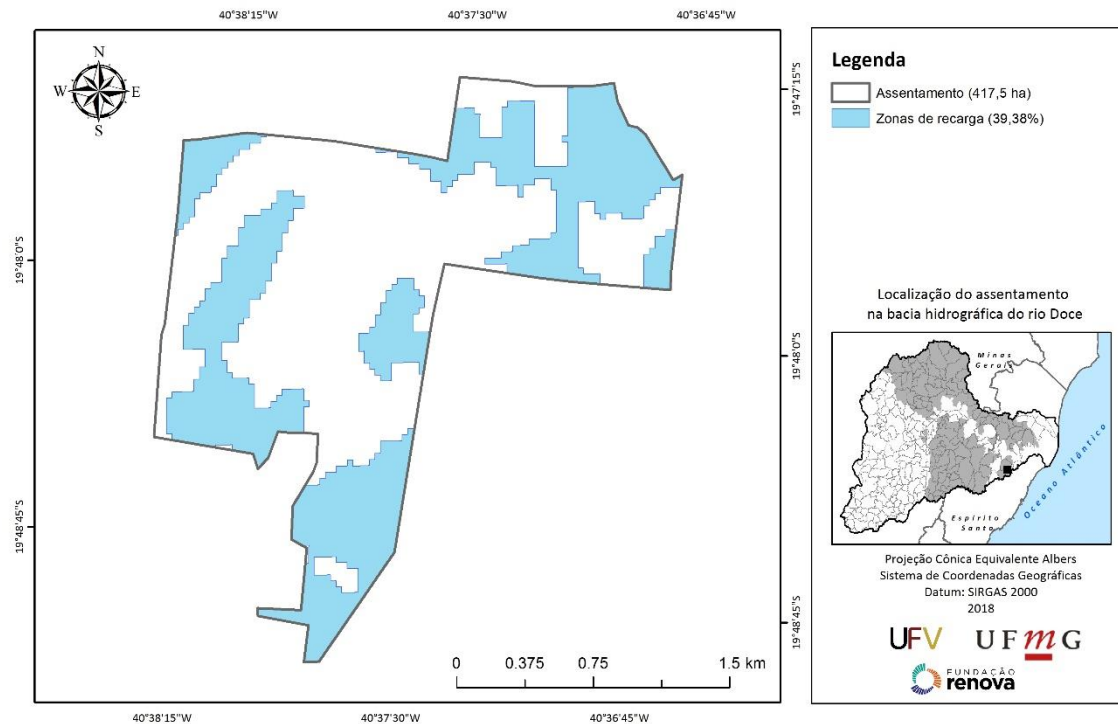 40°38'15"W
40°37'30"W
40°36'45"W
N
W
E
S
19°47'15"S
19°48'0"S
19°48'0"S
19°48'45"S
19°48'45"S
0
0.375
0.75
1.5 km
40°38'15"W
40°37'30"W
40°36'45"W
Legenda
Assentamento (417,5 ha)
Zonas de recarga (39,38%)
Localização do assentamento
na bacia hidrográfica do rio Doce
Minas
Gerais
Espírito
Santo
Oceano Atlântico
Projeção Cônica Equivalente Albers
Sistema de Coordenadas Geográficas
Datum: SIRGAS 2000
2018
UFV
UFmG
FUNDAÇÃO
renova